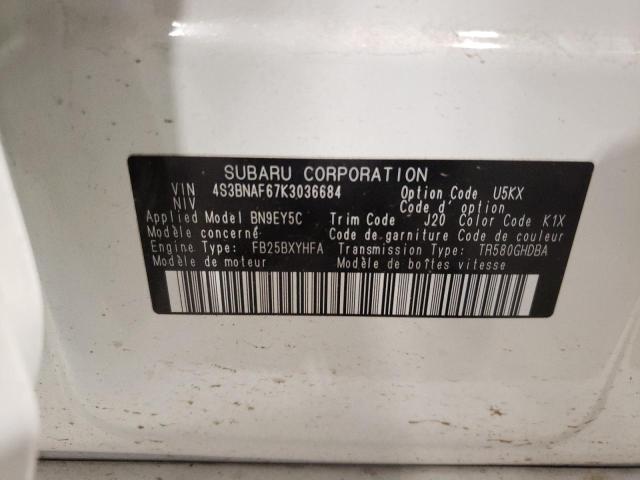 SUBARU CORPORATION
VIN 4S3BNAF67K3036684 Option Code U5KX
NIV Code d' option
Applied Model BN9EY5C Trim Code J20 Color Code K1X
Modèle concerné Code de garniture Code de couleur
Engine Type: FB25BXYHFA Transmission Type: TR580GHDBA
Modèle de moteur: Modèle de boîtes vitesse: